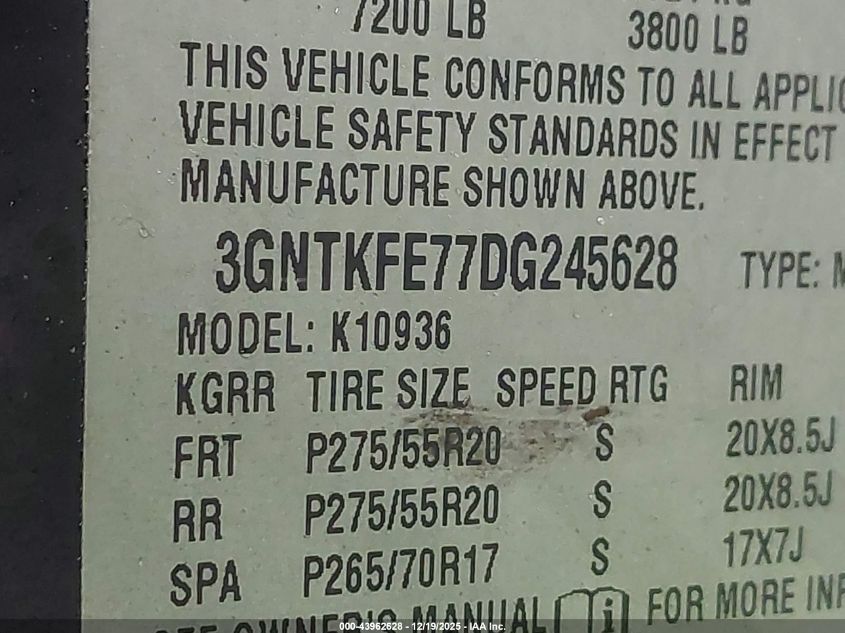 7200 LB
3800 LB
THIS VEHICLE CONFORMS TO ALL
VEHICLE SAFETY STANDARDS IN EFFECT
MANUFACTURE SHOWN ABOVE.
3GNTKFE77DG245628 TYPE:
MODEL: K10936
KGRR TIRE SIZE SPEED RTG RIM
FRT P275/55R20 S 20X8.5J
RR P275/55R20 S 20X8.5J
SPA P265/70R17 S 17X7J
OWNER'S MANUAL FOR MORE
000-43962628 - 12/19/2025 - IAA Inc.